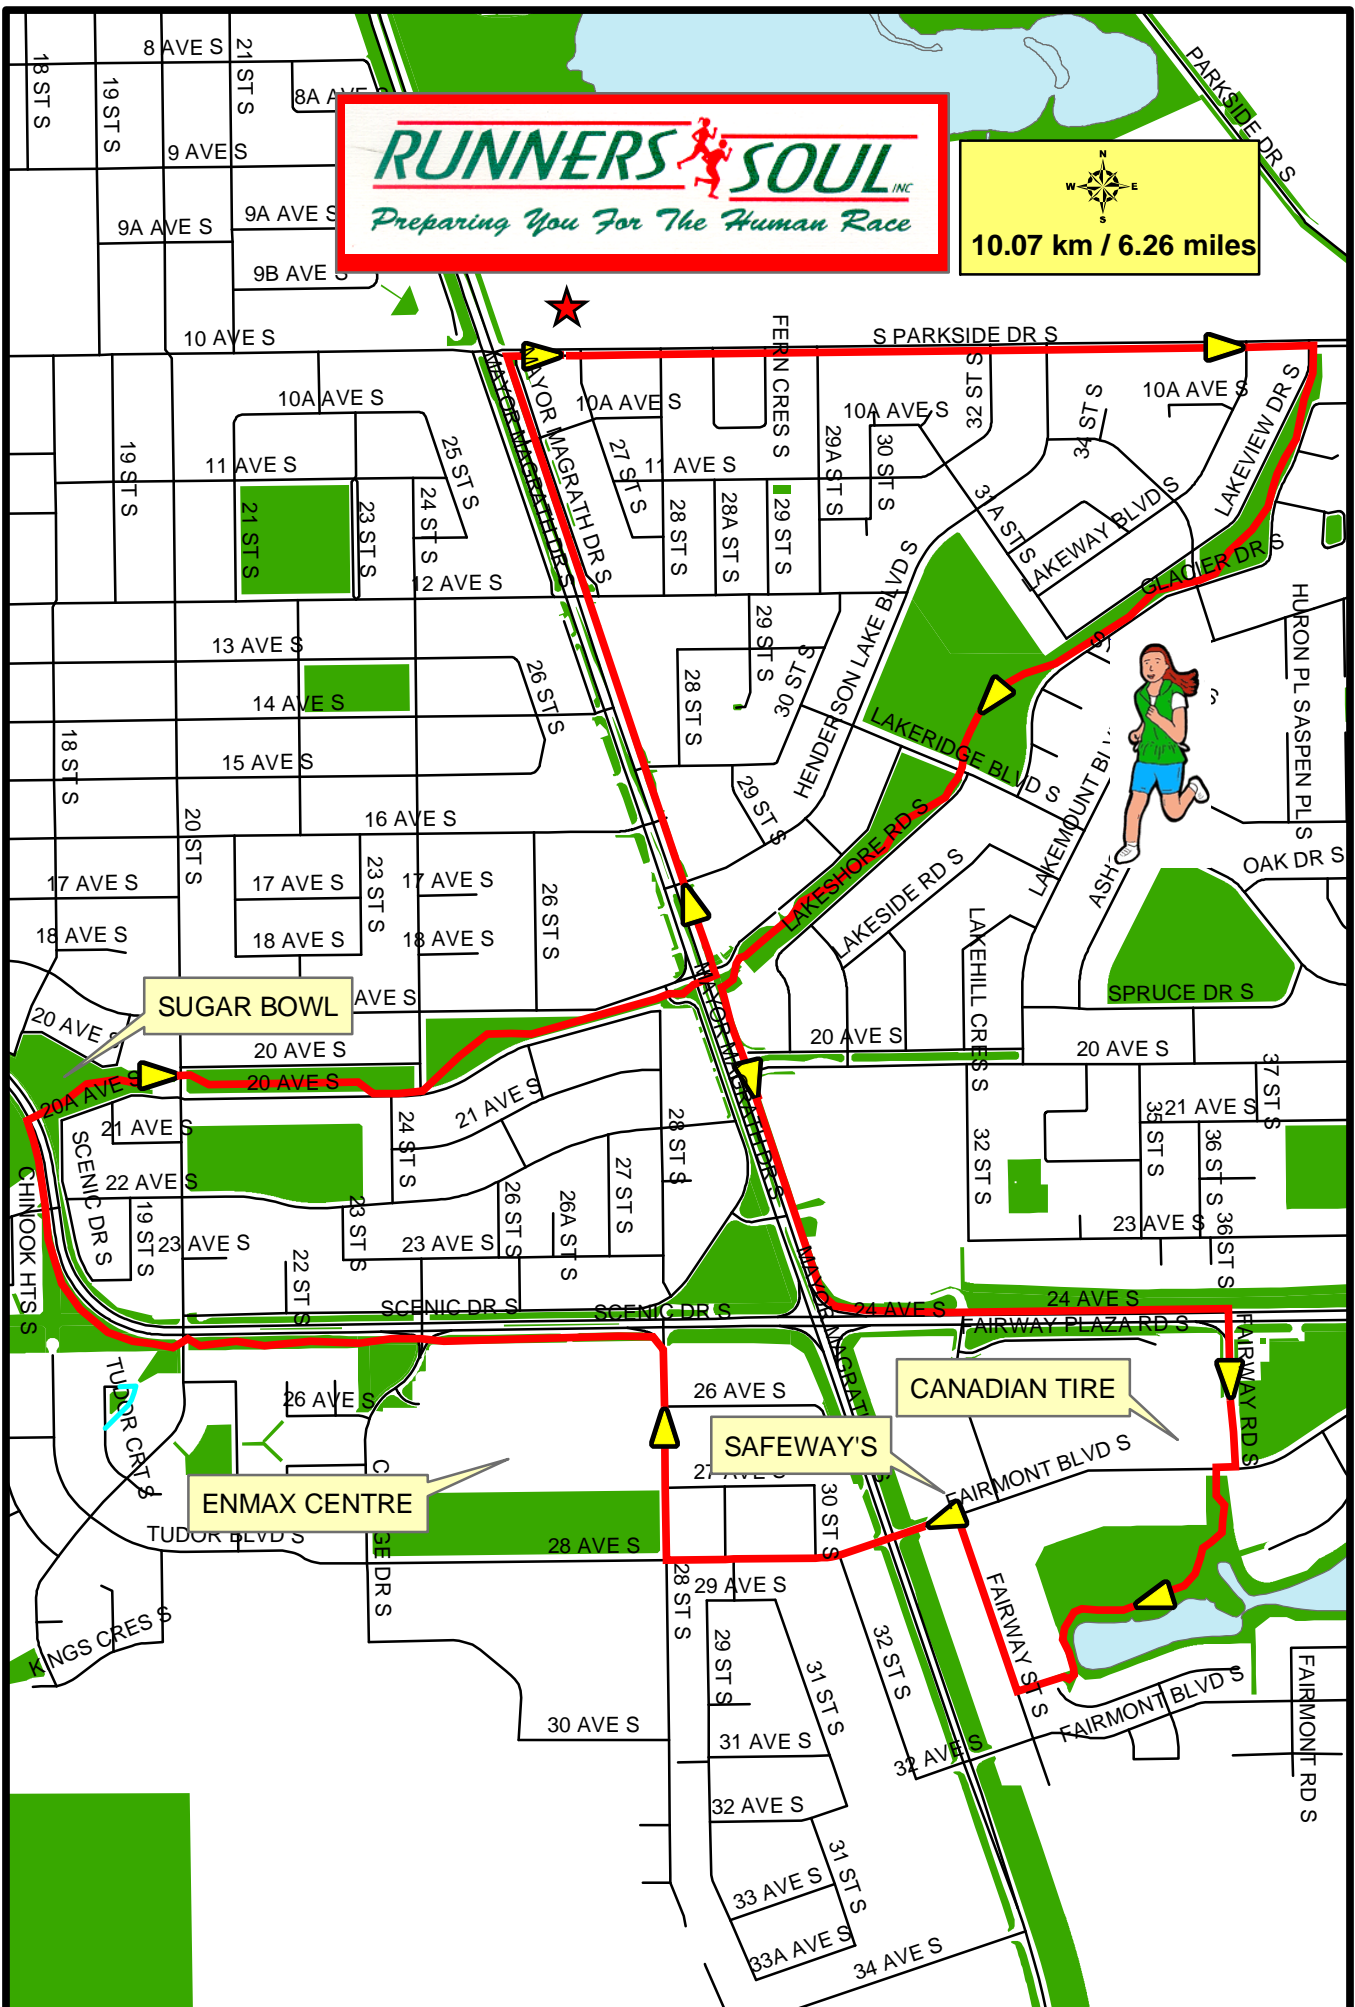 8 AVE S
21 ST S
18 ST S
19 ST S
8A AVE S
PARKSIDE DR S
RUNNERS SOUL INC
Preparing You For The Human Race
N
W E
S
10.07 km / 6.26 miles
9 AVE S
9A AVE S
9A AVE S
9B AVE S
10 AVE S
S PARKSIDE DR S
FERN CRES S
MAYOR MAGRATH DR S
MAYOR MAGRATH DR S
10A AVE S
10A AVE S
10A AVE S
10A AVE S
32 ST S
34 ST S
LAKEVIEW DR S
19 ST S
11 AVE S
25 ST S
27 ST S
11 AVE S
29A ST S
30 ST S
21 ST S
23 ST S
24 ST S
28 ST S
28A ST S
29 ST S
31A ST S
LAKEWAY BLVD S
GLACIER DR S
12 AVE S
HENDERSON LAKE BLVD S
HURON PL S
ASPEN PL S
13 AVE S
29 ST S
30 ST S
26 ST S
28 ST S
14 AVE S
LAKERIDGE BLVD S
18 ST S
15 AVE S
29 ST S
20 ST S
16 AVE S
LAKESHORE RD S
LAKESIDE RD S
OAK DR S
17 AVE S
17 AVE S
23 ST S
17 AVE S
26 ST S
ASH
18 AVE S
18 AVE S
18 AVE S
LAKEHILL CRES S
SPRUCE DR S
SUGAR BOWL
AVE S
MAYOR MAGRATH DR S
20 AVE S
20 AVE S
20 AVE S
20 AVE S
20A AVE S
20 AVE S
37 ST S
21 AVE S
21 AVE S
24 ST S
28 ST S
32 ST S
35 ST S
21 AVE S
36 ST S
CHINOOK HTS S
SCENIC DR S
22 AVE S
19 ST S
23 ST S
26 ST S
26A ST S
27 ST S
23 AVE S
36 ST S
23 AVE S
22 ST S
23 AVE S
SCENIC DR S
SCENIC DR S
24 AVE S
24 AVE S
FAIRWAY PLAZA RD S
FAIRWAY RD S
TUDOR CRT S
26 AVE S
26 AVE S
CANADIAN TIRE
SAFEWAY'S
27 AVE S
FAIRMONT BLVD S
ENMAX CENTRE
TUDOR BLVD S
GE DR S
28 AVE S
30 ST S
28 ST S
29 AVE S
FAIRWAY ST S
KINGS CRES S
29 ST S
31 ST S
32 ST S
FAIRMONT BLVD S
FAIRMONT RD S
30 AVE S
31 AVE S
32 AVE S
32 AVE S
31 ST S
33 AVE S
33A AVE S
34 AVE S